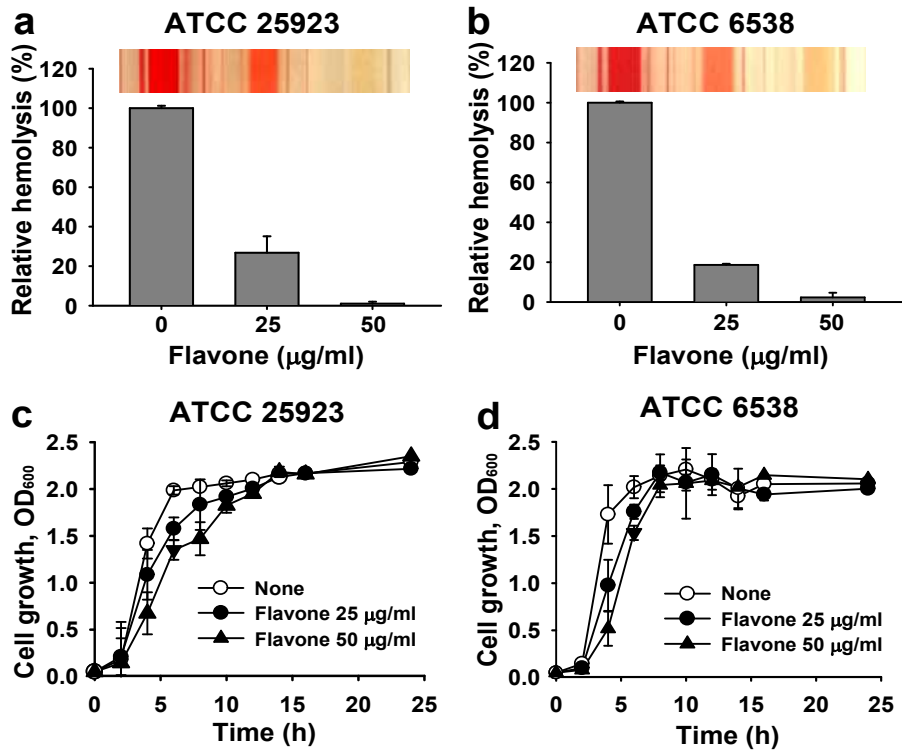 a
ATCC 25923
Relative hemolysis (%)
120
100
80
60
40
20
0
0 25 50
Flavone (μg/ml)
b
ATCC 6538
Relative hemolysis (%)
120
100
80
60
40
20
0
0 25 50
Flavone (μg/ml)
c
ATCC 25923
Cell growth, OD600
2.5
2.0
1.5
1.0
0.5
0.0
None
Flavone 25 μg/ml
Flavone 50 μg/ml
0 5 10 15 20 25
Time (h)
d
ATCC 6538
Cell growth, OD600
2.5
2.0
1.5
1.0
0.5
0.0
None
Flavone 25 μg/ml
Flavone 50 μg/ml
0 5 10 15 20 25
Time (h)